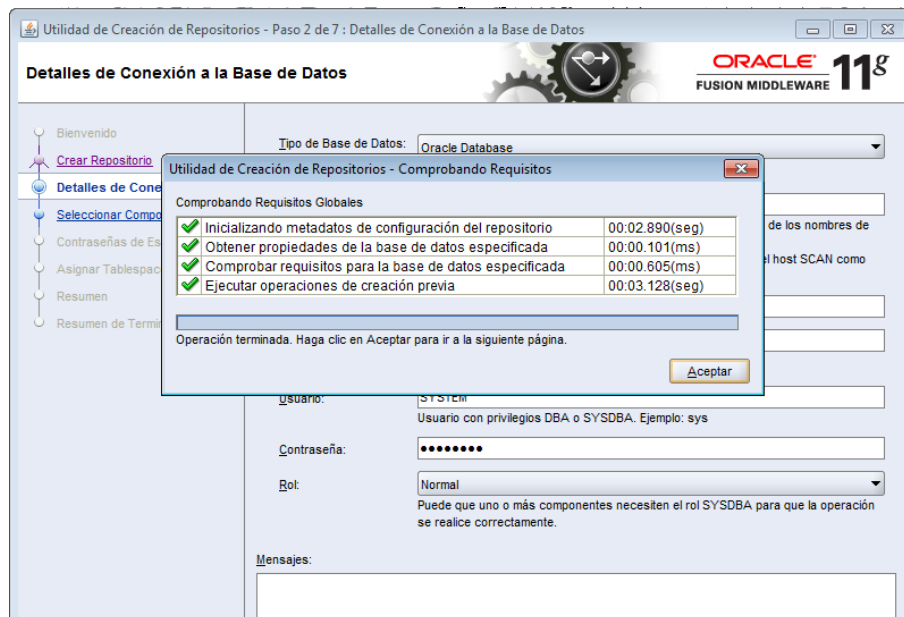 Utilidad de Creación de Repositorios - Paso 2 de 7 : Detalles de Conexión a la Base de Datos
Detalles de Conexión a la Base de Datos
ORACLE
FUSION MIDDLEWARE 11g
Bienvenido
Crear Repositorio
Detalles de Cone
Seleccionar Compo
Contraseñas de Es
Asignar Tablespac
Resumen
Resumen de Termi
Tipo de Base de Datos: Oracle Database
de los nombres de
el host SCAN como
Utilidad de Creación de Repositorios - Comprobando Requisitos
Comprobando Requisitos Globales
Inicializando metadatos de configuración del repositorio 00:02.890(seg)
Obtener propiedades de la base de datos especificada 00:00.101(ms)
Comprobar requisitos para la base de datos especificada 00:00.605(ms)
Ejecutar operaciones de creación previa 00:03.128(seg)
Operación terminada. Haga clic en Aceptar para ir a la siguiente página.
Aceptar
Usuario: SYSTEM
Usuario con privilegios DBA o SYSDBA. Ejemplo: sys
Contraseña: ●●●●●●●●
Rol: Normal
Puede que uno o más componentes necesiten el rol SYSDBA para que la operación
se realice correctamente.
Mensajes: